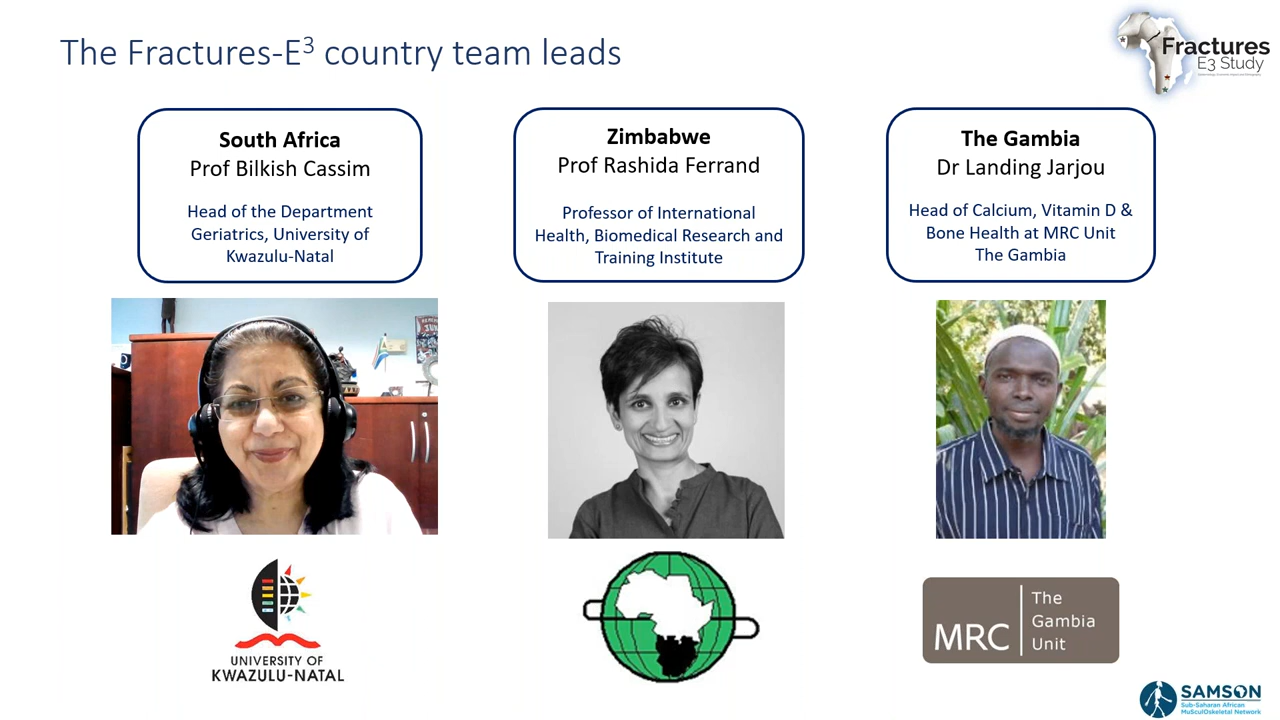 The Fractures-E³ country team leads
Fractures
E3 Study
South Africa
Prof Bilkish Cassim
Head of the Department
Geriatrics, University of
Kwazulu-Natal
Zimbabwe
Prof Rashida Ferrand
Professor of International
Health, Biomedical Research and
Training Institute
The Gambia
Dr Landing Jarjou
Head of Calcium, Vitamin D &
Bone Health at MRC Unit
The Gambia
UNIVERSITY OF
KWAZULU-NATAL
MRC
The
Gambia
Unit
SAMSON
Sub-Saharan African
MuSculOskeletal Network